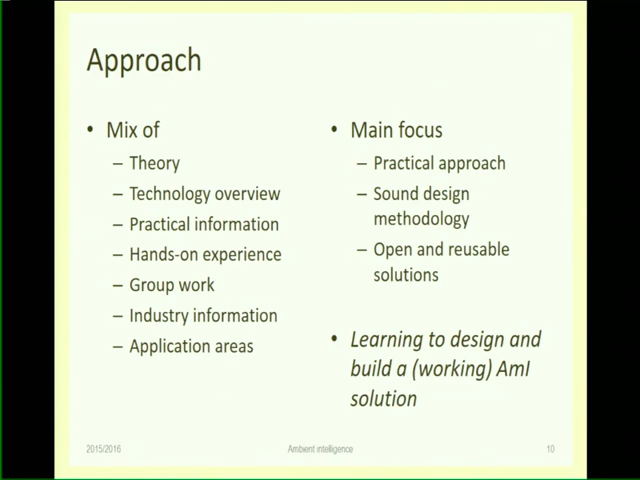 Approach
• Mix of
– Theory
– Technology overview
– Practical information
– Hands-on experience
– Group work
– Industry information
– Application areas
• Main focus
– Practical approach
– Sound design
methodology
– Open and reusable
solutions
• Learning to design and
build a (working) AmI
solution
2015/2016
Ambient intelligence
10